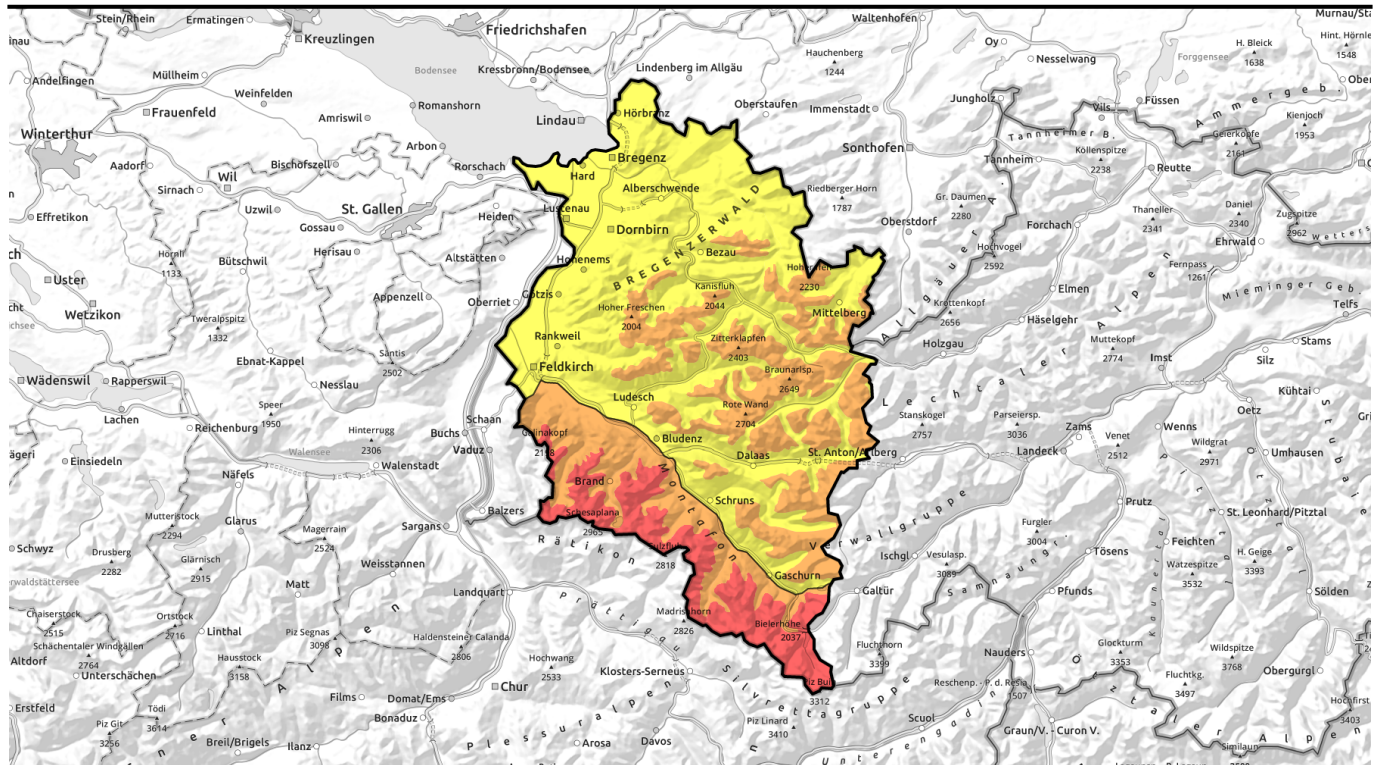 Stein/Rhein
Ermatingen
Kreuzlingen
Friedrichshafen
Waltenhofen
Murnau/Sta
inau
Müllheim
Bodensee
Kressbronn/Bodensee
Lindenberg im Allgäu
Hauchenberg
1244
Oy
Nesselwang
Forggensee
H. Bleick
1638
Hint. Hörnle
1548
Andelfingen
Weinfelden
Romanshorn
Oberstaufen
Immenstadt
Jungholz
Vils
Füssen
Ober
Frauenfeld
Amriswil
Lindau
Hörbranz
Ammergeb.
Kienjoch
1953
Winterthur
Arbon
Sonthofen
Tannheimer B.
Köllenspitze
2238
Geierköpfe
2161
Aadorf
Bischofszell
Rorschach
Bregenz
Tannheim
Reutte
Wil
Sirnach
Hard
Alberschwende
Riedberger Horn
1787
Gr. Daumen
2280
Thaneller
2341
Daniel
2340
Zugspitze
2962
Effretikon
Uzwil
St. Gallen
Heiden
Lustenau
Dornbirn
BREGENZERWALD
Oberstdorf
Forchach
Gossau
Ehrwald
Wetters
Hörnli
1133
Bütschwil
Herisau
Altstätten
Hohenems
Bezau
Hochvogel
2592
Fernpass
1261
ch
Uster
Appenzell
Oberriet
Götzis
Kanisfluh
2044
2230
Elmen
Mieminger Geb.
Telfs
Wetzikon
Hoher Freschen
2004
Mittelberg
Krottenkopf
2656
Allgäuer A.
Häselgehr
Tweralpspitz
1332
Rankweil
Zitterklapfen
2403
Holzgau
Muttekopf
2774
Imst
Stams
Silz
Ebnat-Kappel
Säntis
2502
Feldkirch
Braunarlsp.
2649
Lechtaler Alpen
Wädenswil
Rapperswil
Nesslau
Ludesch
Kühtai
Lachen
Speer
1950
Schaan
Rote Wand
2704
Stanskogel
2757
Parseiersp.
3036
Oetz
Reichenburg
Hinterrugg
2306
Buchs
Galinakopf
2198
Bludenz
Zams
Venet
2512
Wenns
Wildgrat
2971
Stubaie
Einsiedeln
Walensee
Walenstadt
Vaduz
Dalaas
St. Anton/Arlberg
Landeck
Umhausen
Näfels
Brand
Montafon
Schruns
Prutz
Pitztal
Ötztal
Mutteristock
2294
Glarus
Magerrain
2524
Sargans
Balzers
Schesaplana
2965
Furgler
3004
St. Leonhard/Pitztal
Schwyz
Drusberg
2282
Glärnisch
2915
Rätikon
Sulzfluh
2818
Verwallgruppe
Ischgl
Vesulasp.
3089
Tösens
Feichten
Watzespitze
3532
H. Geige
3393
Matt
Weisstannen
Gaschurn
Galtür
Samnaungr.
Pfunds
Kaunertal
Sölden
Chaiserstock
2515
Ortstock
2716
Landquart
Prättigau
Madrisahorn
2826
Bielerhöhe
2037
Linthal
Piz Segnas
3098
Haldensteiner Calanda
2806
Schächentaler Windgällen
2764
Altdorf
Hausstock
3158
Hochwang
2533
Klosters-Serneus
Fluchthorn
3399
Nauders
Glockturm
3353
Wildspitze
3768
Unterschächen
Films
Domat/Ems
Chur
Silvrettagruppe
Piz Buin
3312
Reschenp. - P. d. Resia
1507
Fluchtkg.
3497
Obergurgl
Erstfeld
Tödi
3614
Bonaduz
Plessuralpen
Piz Linard
3410
Scuol
Unterengadin
Ötztaler Alpen
Hochfirst
3403
Piz Git
3256
Breil/Brigels
Ilanz
Arosa
Davos
Graun/V. - Curon V.
Similaun